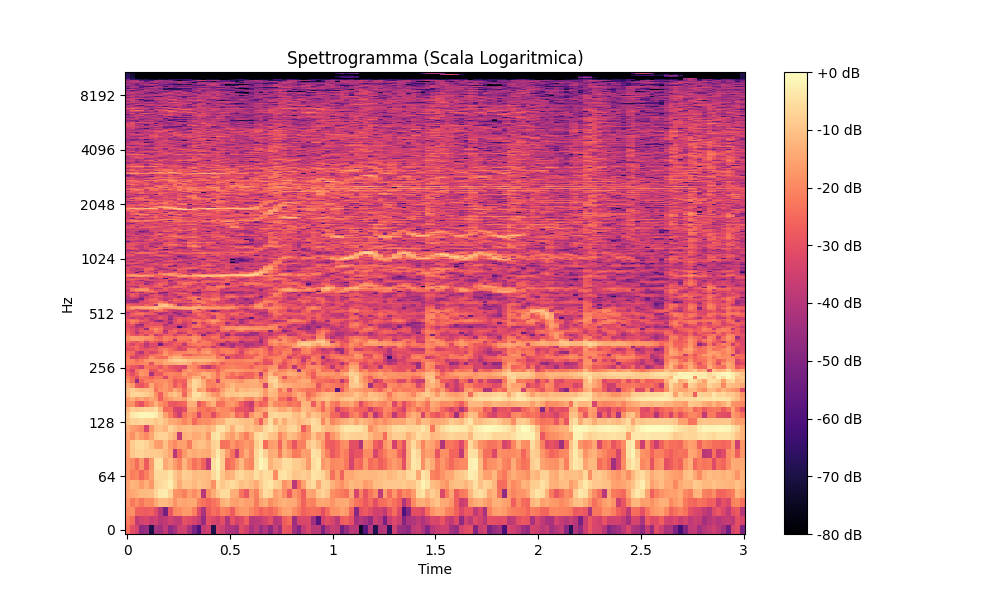 Spettrogramma (Scala Logaritmica)
Hz
8192
4096
2048
1024
512
256
128
64
0
0
0.5
1
1.5
2
2.5
3
Time
+0 dB
-10 dB
-20 dB
-30 dB
-40 dB
-50 dB
-60 dB
-70 dB
-80 dB